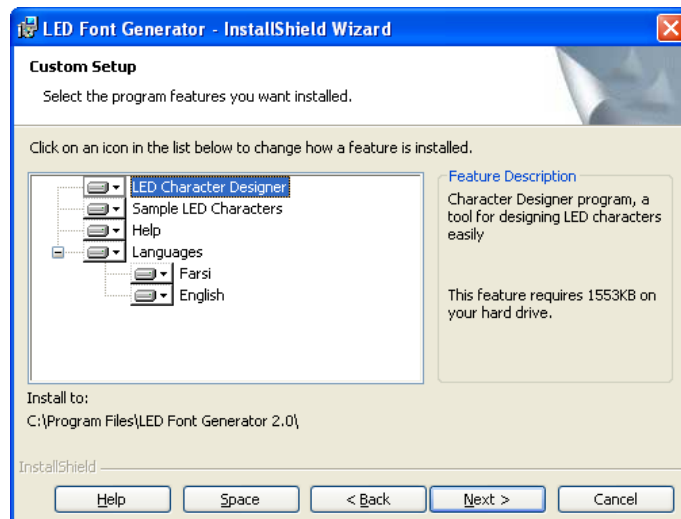 LED Font Generator - InstallShield Wizard
Custom Setup
Select the program features you want installed.
Click on an icon in the list below to change how a feature is installed.
LED Character Designer
Sample LED Characters
Help
Languages
Farsi
English
Feature Description
Character Designer program, a
tool for designing LED characters
easily
This feature requires 1553KB on
your hard drive.
Install to:
C:\Program Files\LED Font Generator 2.0\
InstallShield
Help
Space
< Back
Next >
Cancel